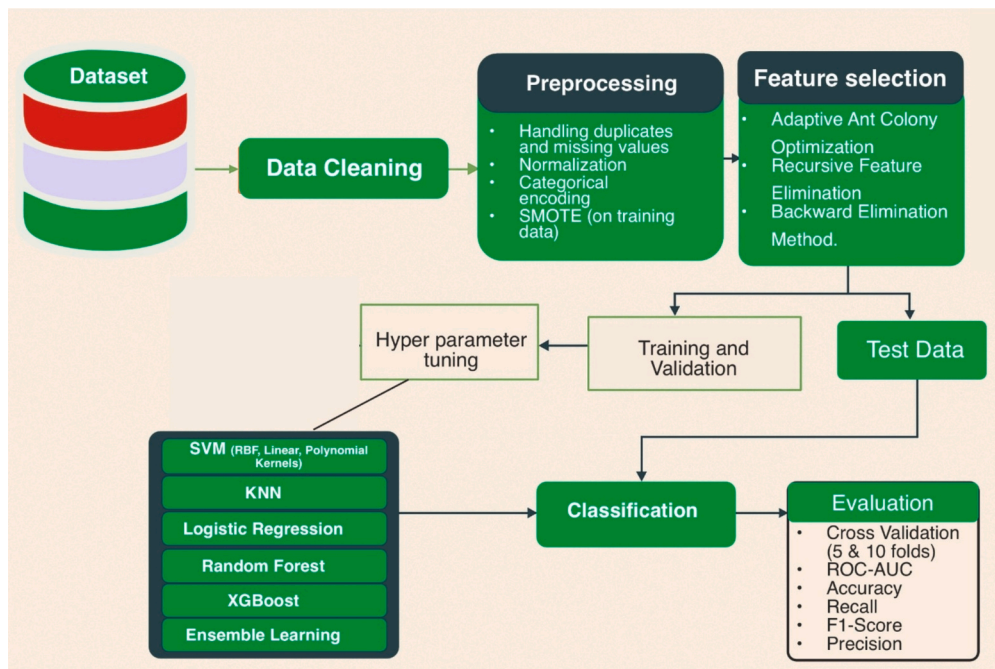 Dataset
Data Cleaning
Preprocessing
• Handling duplicates
and missing values
• Normalization
• Categorical
encoding
• SMOTE (on training
data)
Feature selection
• Adaptive Ant Colony
Optimization
• Recursive Feature
Elimination
• Backward Elimination
Method.
Hyper parameter
tuning
Training and
Validation
Test Data
SVM (RBF, Linear, Polynomial
Kernels)
KNN
Logistic Regression
Random Forest
XGBoost
Ensemble Learning
Classification
Evaluation
• Cross Validation
(5 & 10 folds)
• ROC-AUC
• Accuracy
• Recall
• F1-Score
• Precision